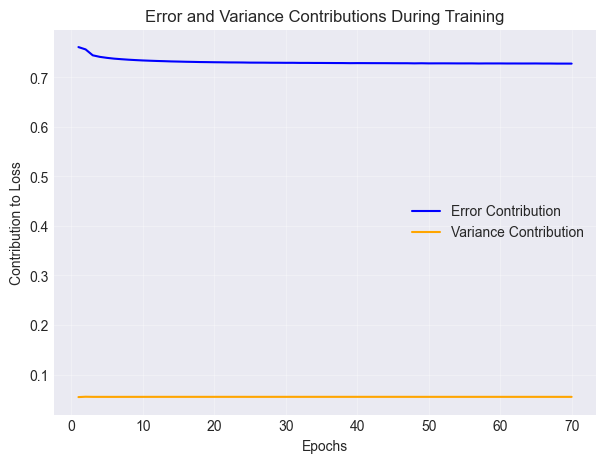 Error and Variance Contributions During Training
Contribution to Loss
0.7
0.6
0.5
0.4
0.3
0.2
0.1
Error Contribution
Variance Contribution
0 10 20 30 40 50 60 70
Epochs